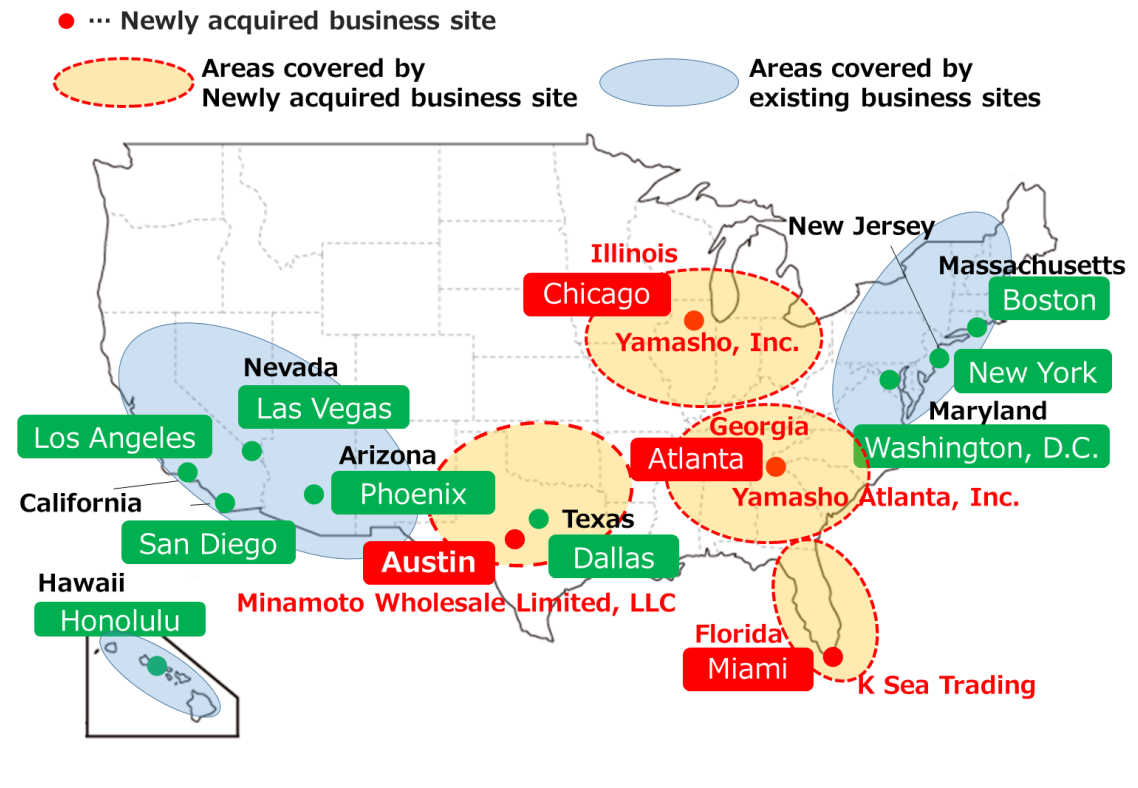 ● ··· Newly acquired business site
Areas covered by
Newly acquired business site
Areas covered by
existing business sites
New Jersey
Illinois
Massachusetts
Chicago
Boston
Yamasho, Inc.
Nevada
New York
Las Vegas
Maryland
Georgia
Los Angeles
Washington, D.C.
Arizona
Atlanta
Phoenix
Yamasho Atlanta, Inc.
California
Texas
San Diego
Dallas
Austin
Hawaii
Minamoto Wholesale Limited, LLC
Honolulu
Florida
Miami
K Sea Trading